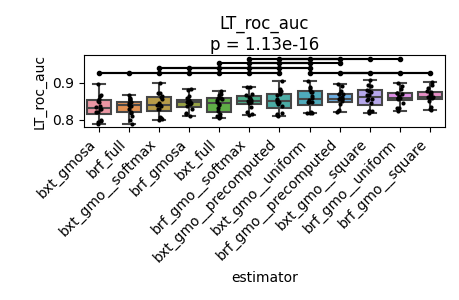 LT_roc_auc
p = 1.13e-16
LT_roc_auc
0.9
0.8
bxt_gmosa
brf_full
bxt_gmo__softmax
brf_gmosa
bxt_full
brf_gmo__softmax
bxt_gmo__precomputed
bxt_gmo__uniform
brf_gmo__precomputed
bxt_gmo__square
brf_gmo__uniform
brf_gmo__square
estimator